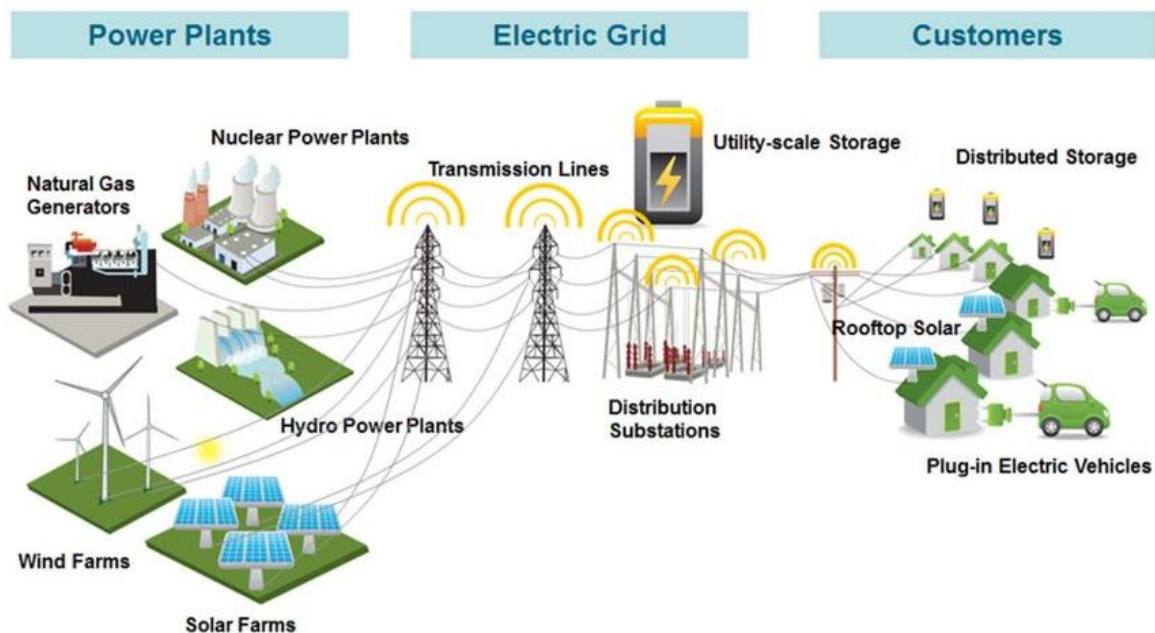 Power Plants
Electric Grid
Customers
Nuclear Power Plants
Natural Gas
Generators
Transmission Lines
Utility-scale Storage
Distributed Storage
Rooftop Solar
Hydro Power Plants
Distribution
Substations
Plug-in Electric Vehicles
Wind Farms
Solar Farms